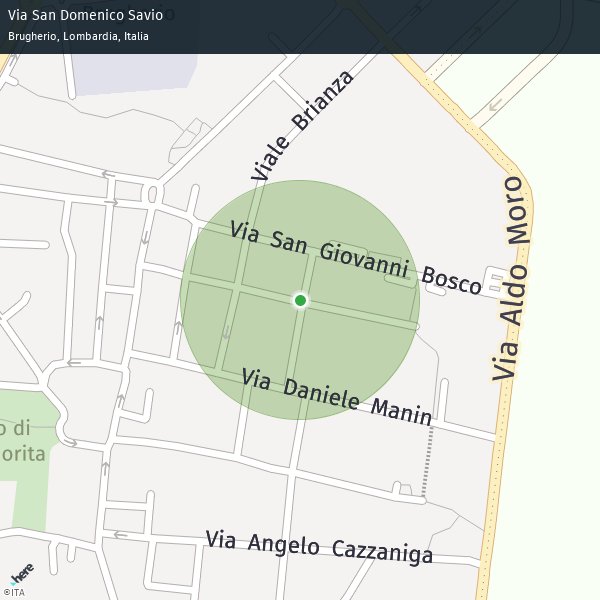 Via San Domenico Savio
Brugherio, Lombardia, Italia
Viale Brianza
Via San Giovanni Bosco
Via Aldo Moro
Via Daniele Manin
o di
orita
Via Angelo Cazzaniga
here
©ITA